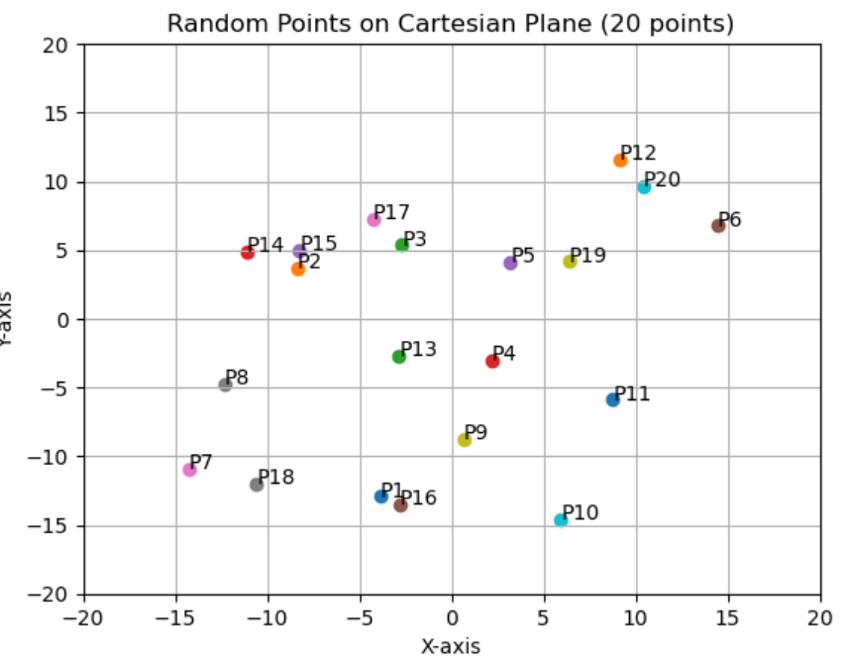 Random Points on Cartesian Plane (20 points)
20
15
10
5
0
−5
−10
−15
−20
Y-axis
P12
P20
P6
P17
P3
P14
P15
P2
P5
P19
P13
P4
P8
P11
P9
P7
P18
P1
P16
P10
−20
−15
−10
−5
0
5
10
15
20
X-axis